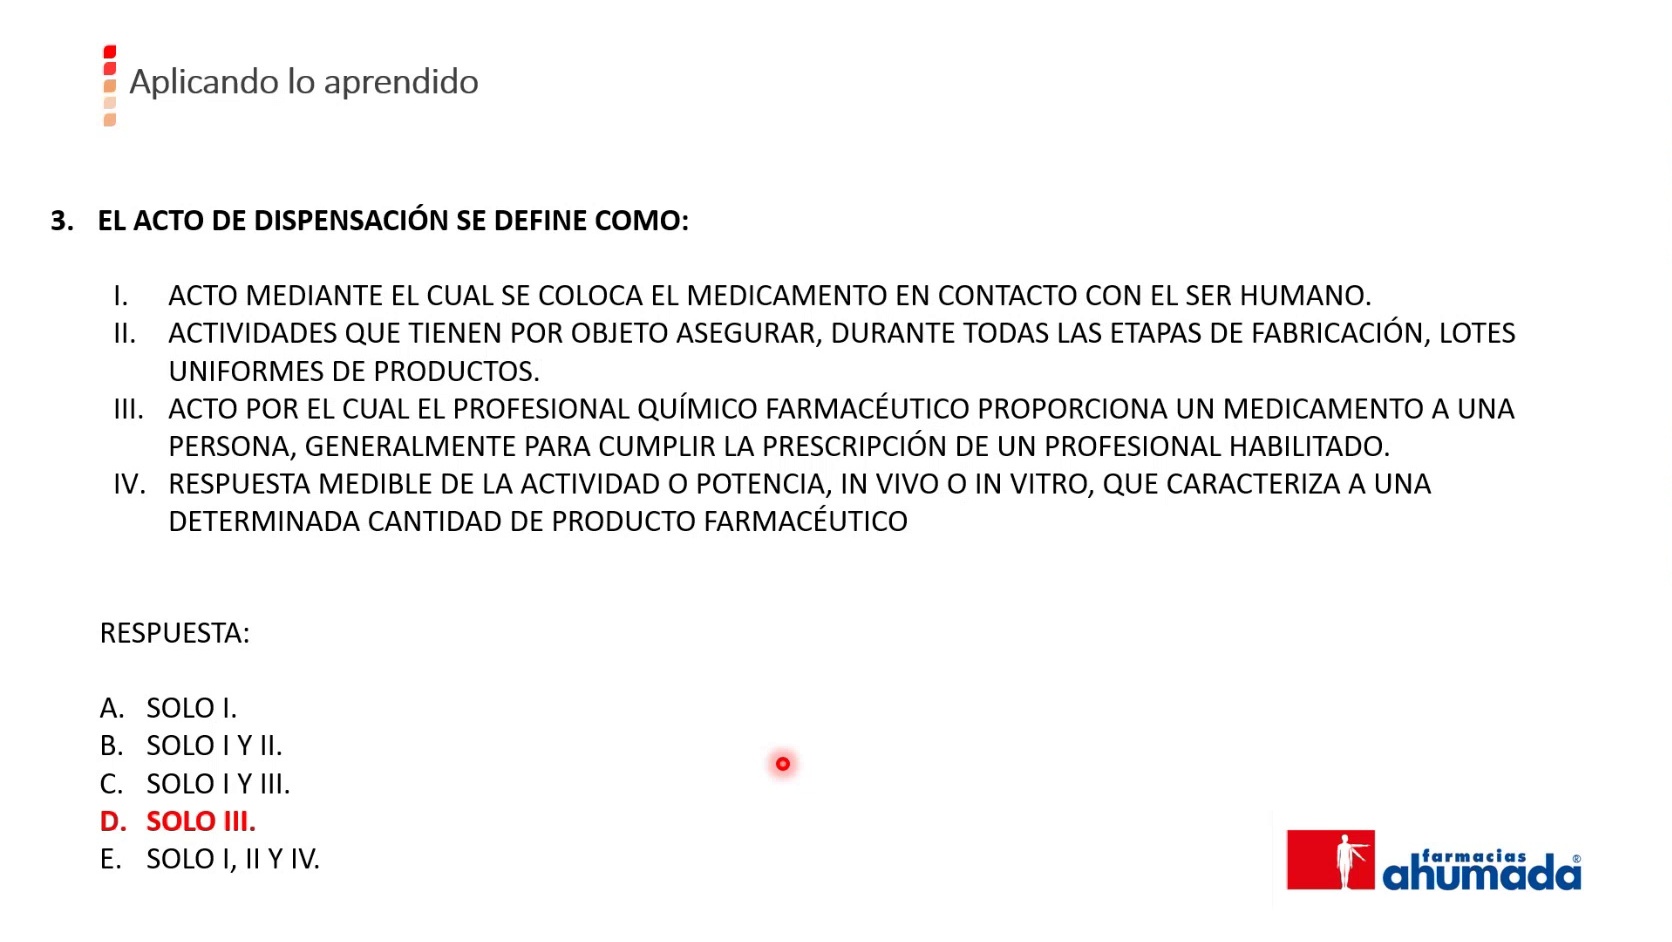 Aplicando lo aprendido
3. EL ACTO DE DISPENSACIÓN SE DEFINE COMO:
I. ACTO MEDIANTE EL CUAL SE COLOCA EL MEDICAMENTO EN CONTACTO CON EL SER HUMANO.
II. ACTIVIDADES QUE TIENEN POR OBJETO ASEGURAR, DURANTE TODAS LAS ETAPAS DE FABRICACIÓN, LOTES
UNIFORMES DE PRODUCTOS.
III. ACTO POR EL CUAL EL PROFESIONAL QUÍMICO FARMACÉUTICO PROPORCIONA UN MEDICAMENTO A UNA
PERSONA, GENERALMENTE PARA CUMPLIR LA PRESCRIPCIÓN DE UN PROFESIONAL HABILITADO.
IV. RESPUESTA MEDIBLE DE LA ACTIVIDAD O POTENCIA, IN VIVO O IN VITRO, QUE CARACTERIZA A UNA
DETERMINADA CANTIDAD DE PRODUCTO FARMACÉUTICO
RESPUESTA:
A. SOLO I.
B. SOLO I Y II.
C. SOLO I Y III.
D. SOLO III.
E. SOLO I, II Y IV.
farmacias
ahumada®